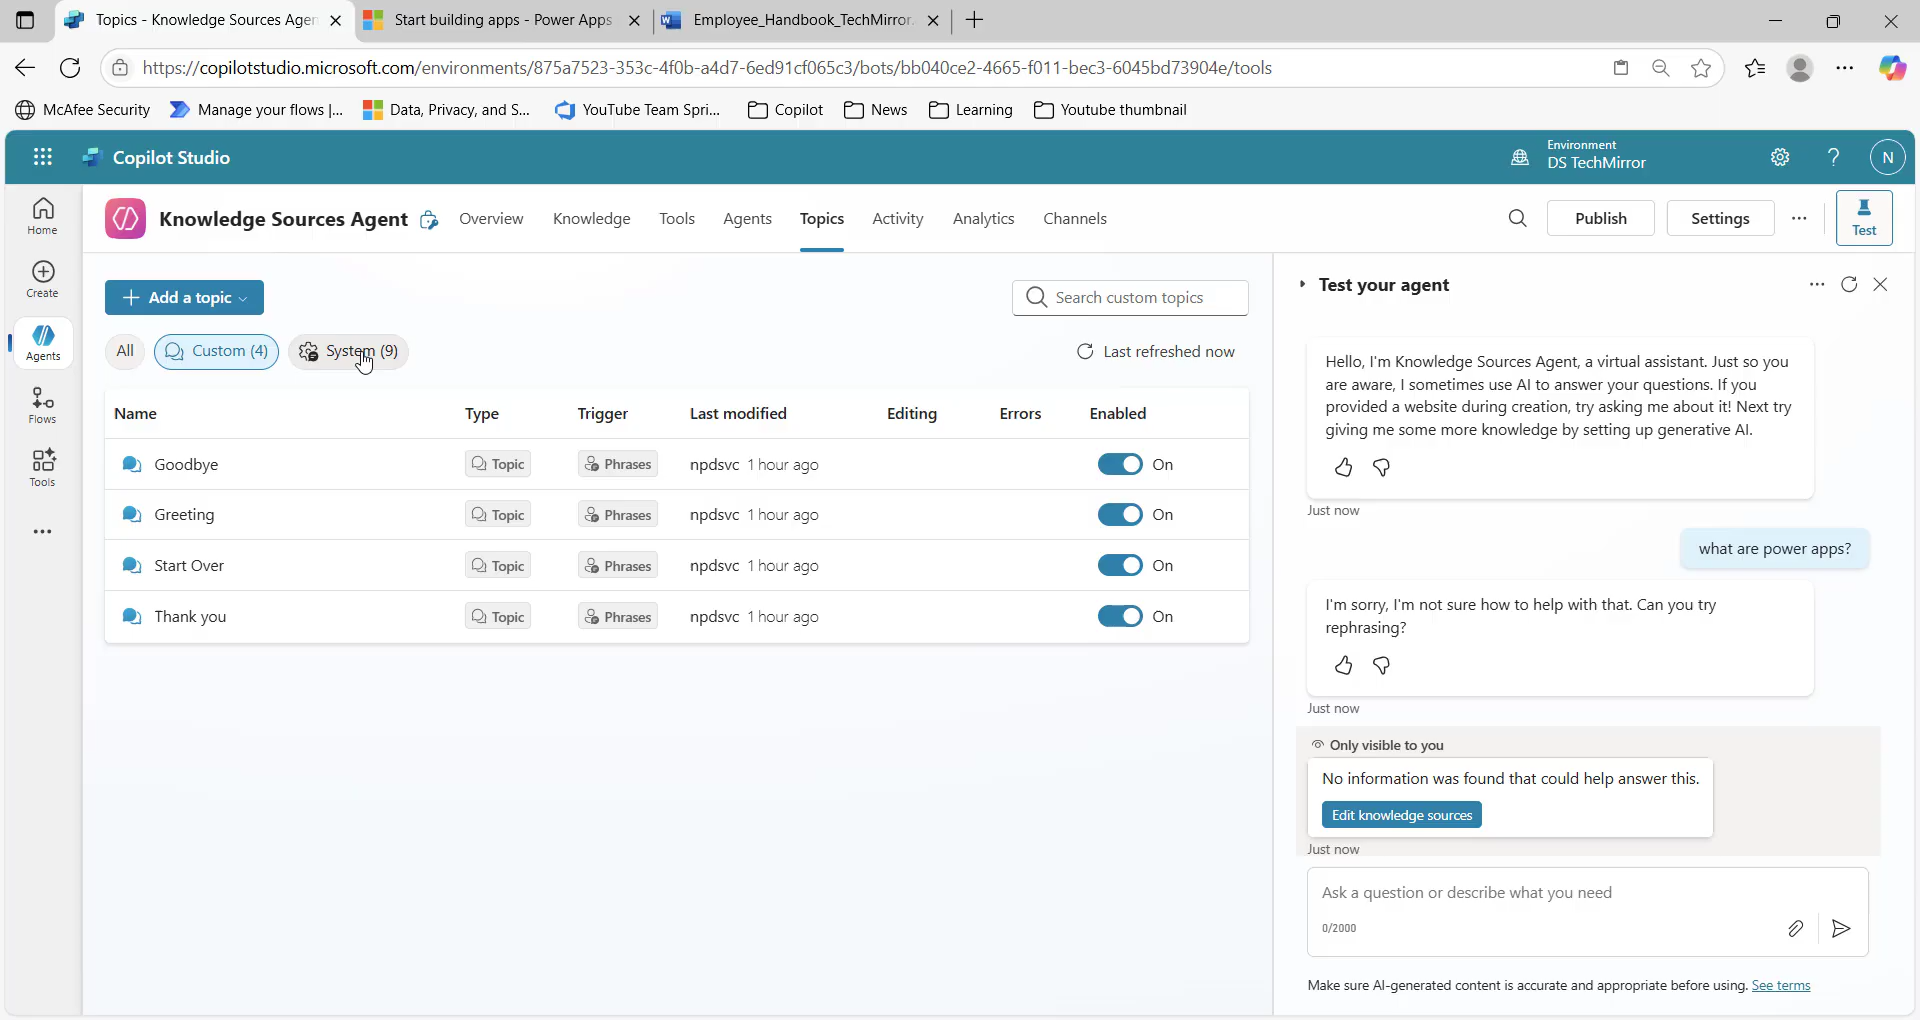 Topics - Knowledge Sources Agen
Start building apps - Power Apps
Employee_Handbook_TechMirror
https://copilotstudio.microsoft.com/environments/875a7523-353c-4f0b-a4d7-6ed91cf065c3/bots/bb040ce2-4665-f011-bec3-6045bd73904e/tools
McAfee Security
Manage your flows |...
Data, Privacy, and S...
YouTube Team Spri...
Copilot
News
Learning
Youtube thumbnail
Copilot Studio
Environment
DS TechMirror
?
N
Home
Create
Agents
Flows
Tools
Knowledge Sources Agent
Overview
Knowledge
Tools
Agents
Topics
Activity
Analytics
Channels
Publish
Settings
Test
Add a topic
Search custom topics
All
Custom (4)
System (9)
Last refreshed now
Name Type Trigger Last modified Editing Errors Enabled
Goodbye Topic Phrases npdsvc 1 hour ago On
Greeting Topic Phrases npdsvc 1 hour ago On
Start Over Topic Phrases npdsvc 1 hour ago On
Thank you Topic Phrases npdsvc 1 hour ago On
Test your agent
Hello, I'm Knowledge Sources Agent, a virtual assistant. Just so you
are aware, I sometimes use AI to answer your questions. If you
provided a website during creation, try asking me about it! Next try
giving me some more knowledge by setting up generative AI.
Just now
what are power apps?
I'm sorry, I'm not sure how to help with that. Can you try
rephrasing?
Just now
Only visible to you
No information was found that could help answer this.
Edit knowledge sources
Just now
Ask a question or describe what you need
0/2000
Make sure AI-generated content is accurate and appropriate before using. See terms